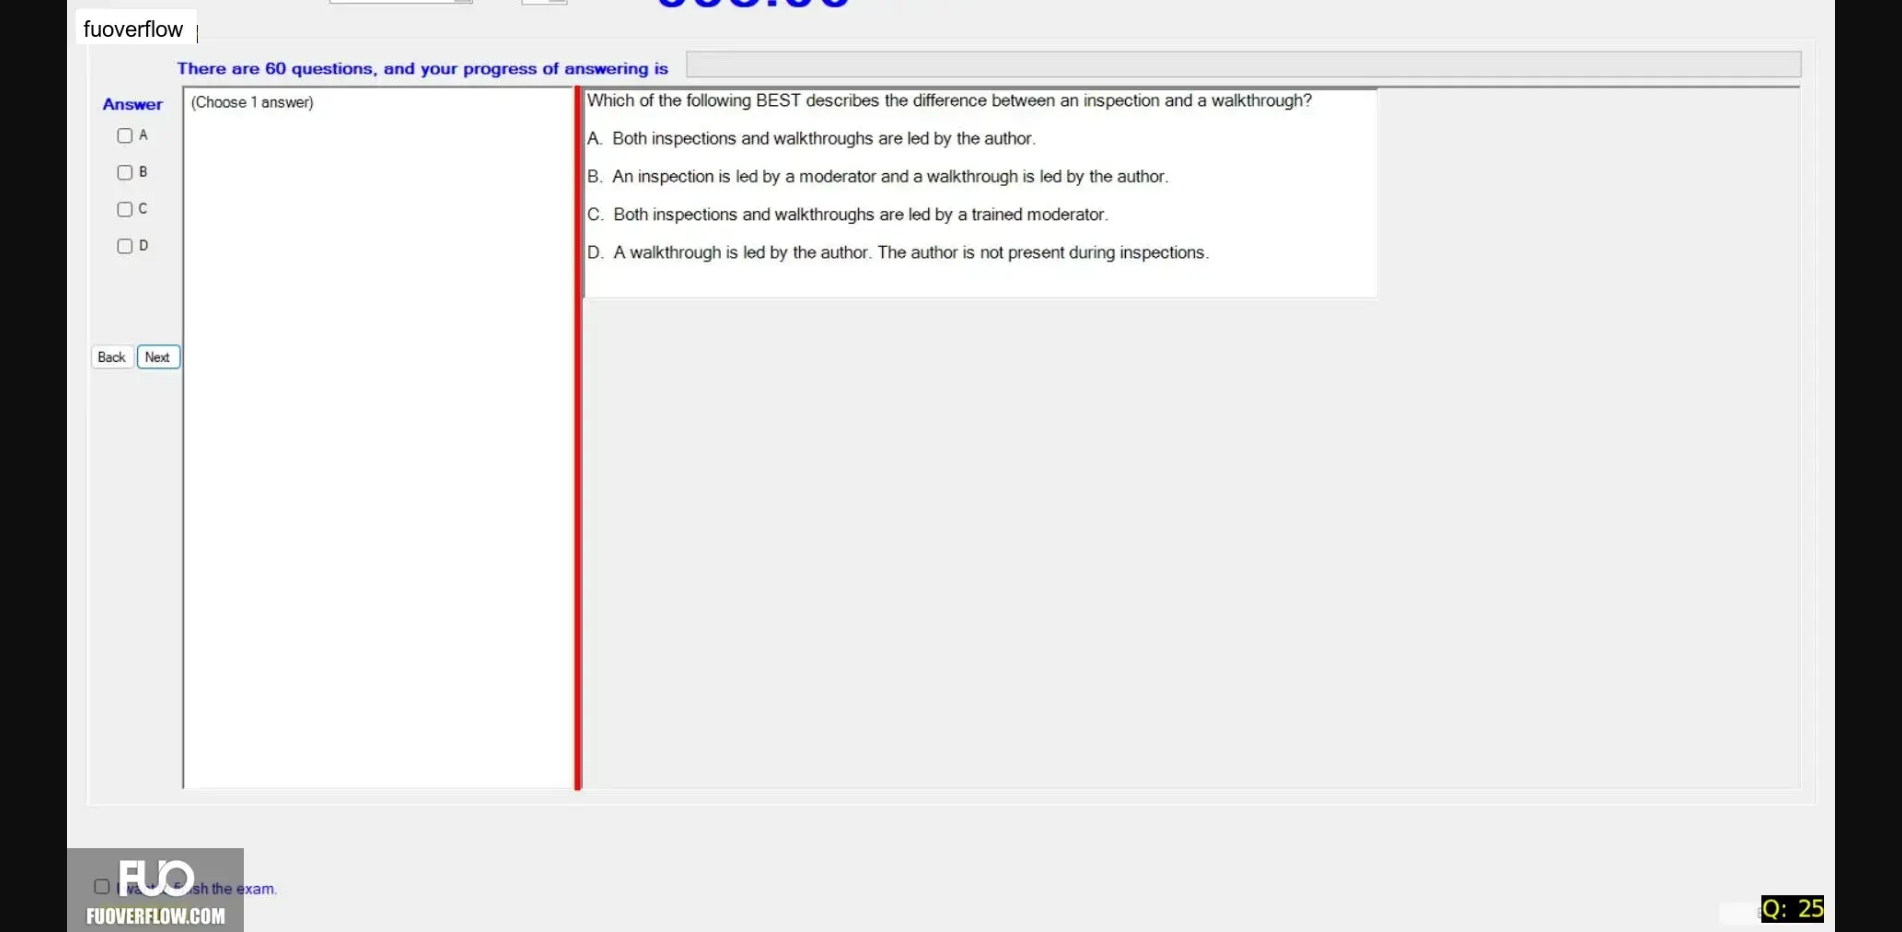 fuoverflow
There are 60 questions, and your progress of answering is
Answer
(Choose 1 answer)
A
B
C
D
Back
Next
Which of the following BEST describes the difference between an inspection and a walkthrough?
A. Both inspections and walkthroughs are led by the author.
B. An inspection is led by a moderator and a walkthrough is led by the author.
C. Both inspections and walkthroughs are led by a trained moderator.
D. A walkthrough is led by the author. The author is not present during inspections.
FUO
sh the exam.
FUOVERFLOW.COM
Q: 25